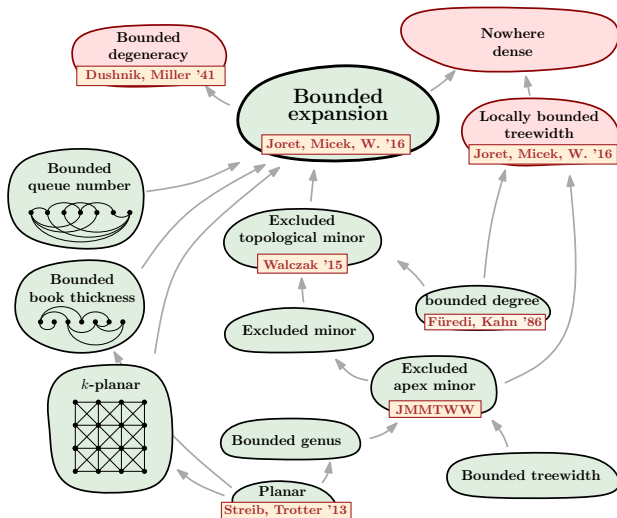 Bounded
degeneracy
Dushnik, Miller '41
Nowhere
dense
Bounded
expansion
Joret, Micek, W. '16
Locally bounded
treewidth
Joret, Micek, W. '16
Bounded
queue number
Excluded
topological minor
Walczak '15
Bounded
book thickness
bounded degree
Füredi, Kahn '86
Excluded minor
k-planar
Excluded
apex minor
JMMTWW
Bounded genus
Bounded treewidth
Planar
Streib, Trotter '13